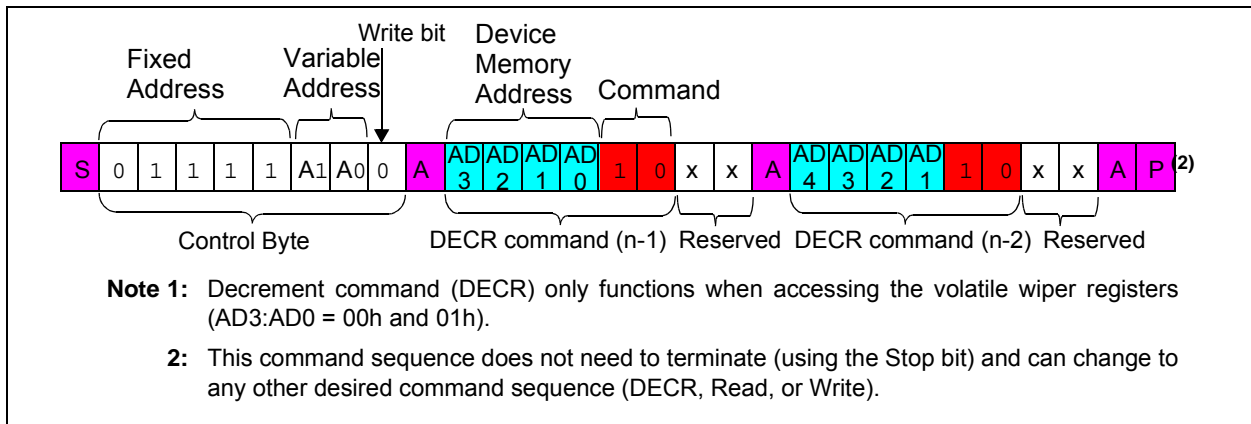 Write bit
Fixed Address
Variable Address
Device Memory Address
Command
S 0 1 1 1 1 A1 A0 0 A AD3 AD2 AD1 AD0 1 0 x x A AD4 AD3 AD2 AD1 1 0 x x A P (2)
Control Byte
DECR command (n-1)
Reserved
DECR command (n-2)
Reserved
Note 1: Decrement command (DECR) only functions when accessing the volatile wiper registers
(AD3:AD0 = 00h and 01h).
2: This command sequence does not need to terminate (using the Stop bit) and can change to
any other desired command sequence (DECR, Read, or Write).